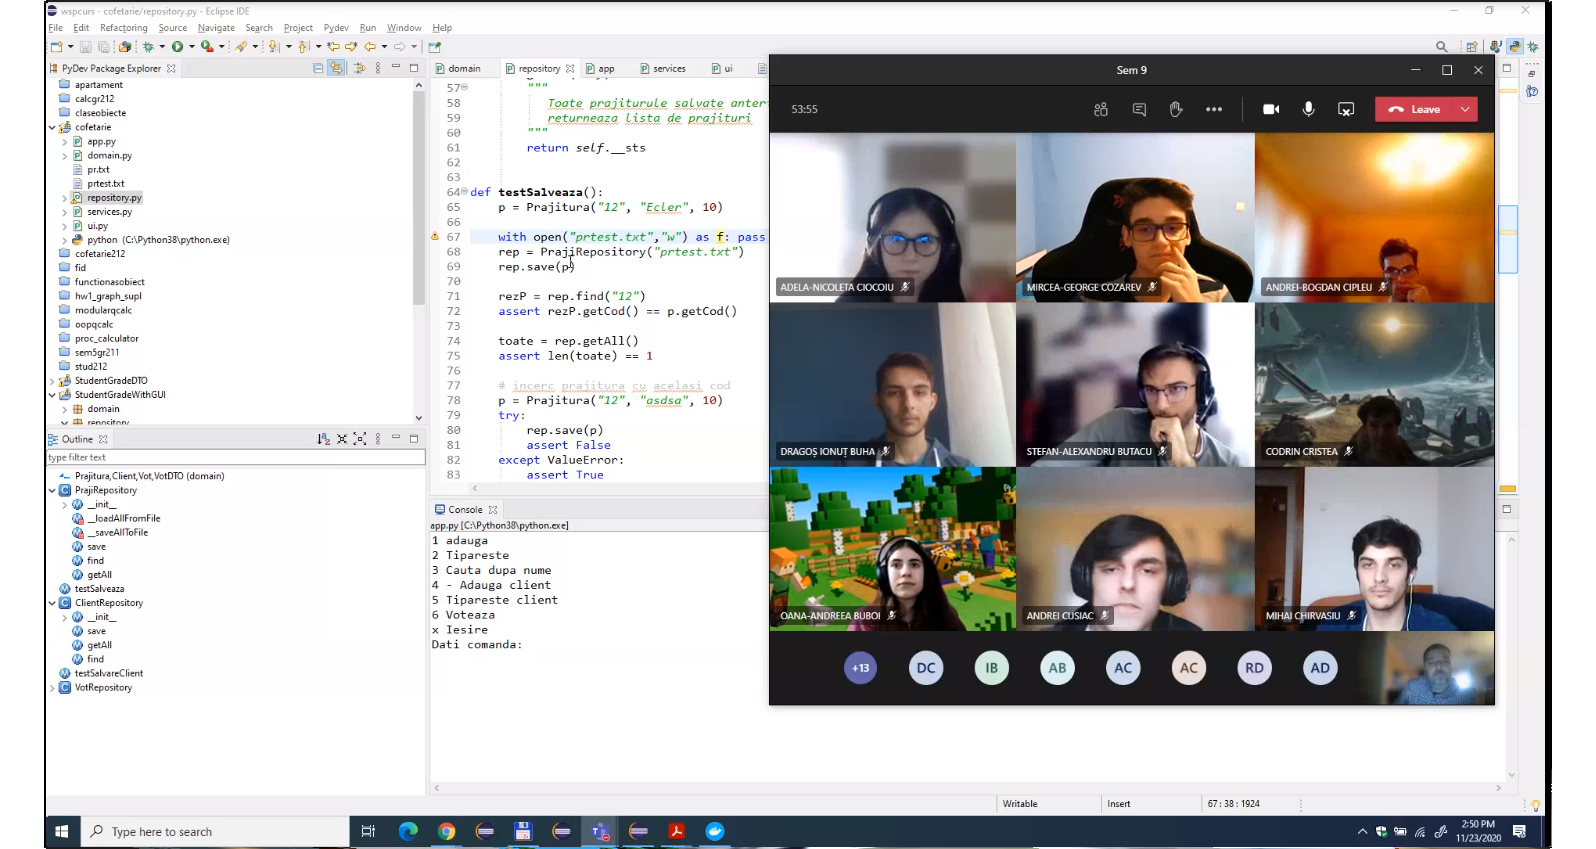 wspcurs - cofetarie/repository.py - Eclipse IDE
File Edit Refactoring Source Navigate Search Project Pydev Run Window Help
PyDev Package Explorer
apartament
calcgr212
claseobiecte
cofetarie
app.py
domain.py
pr.txt
prtest.txt
repository.py
services.py
ui.py
python (C:\Python38\python.exe)
cofetarie212
fid
functionasobiect
hw1_graph_supl
modularqcalc
oopqcalc
proc_calculator
sem5gr211
stud212
StudentGradeDTO
StudentGradeWithGUI
domain
repository
Outline
type filter text
Prajitura,Client,Vot,VotDTO (domain)
PrajiRepository
__init__
__loadAllFromFile
__saveAllToFile
save
find
getAll
testSalveaza
ClientRepository
__init__
save
getAll
find
testSalvareClient
VotRepository
domain repository app services ui
57 """
58 Toate prajiturule salvate anter
59 returneaza lista de prajituri
60 """
61 return self.__sts
62
63
64 def testSalveaza():
65 p = Prajitura("12", "Ecler", 10)
66
67 with open("prtest.txt","w") as f: pass
68 rep = PrajiRepository("prtest.txt")
69 rep.save(p)
70
71 rezP = rep.find("12")
72 assert rezP.getCod() == p.getCod()
73
74 toate = rep.getAll()
75 assert len(toate) == 1
76
77 # incerc prajitura cu acelasi cod
78 p = Prajitura("12", "asdsa", 10)
79 try:
80 rep.save(p)
81 assert False
82 except ValueError:
83 assert True
Console
app.py [C:\Python38\python.exe]
1 adauga
2 Tipareste
3 Cauta dupa nume
4 - Adauga client
5 Tipareste client
6 Voteaza
x Iesire
Dati comanda:
Sem 9
53:55
Leave
ADELA-NICOLETA CIOCOIU
MIRCEA-GEORGE COZAREV
ANDREI-BOGDAN CIPLEU
DRAGOȘ IONUȚ BUHA
STEFAN-ALEXANDRU BUTACU
CODRIN CRISTEA
OANA-ANDREEA BUBOI
ANDREI CUSIAC
MIHAI CHIRVASIU
+13 DC IB AB AC AC RD AD
Writable Insert 67 : 38 : 1924
Type here to search
2:50 PM
11/23/2020